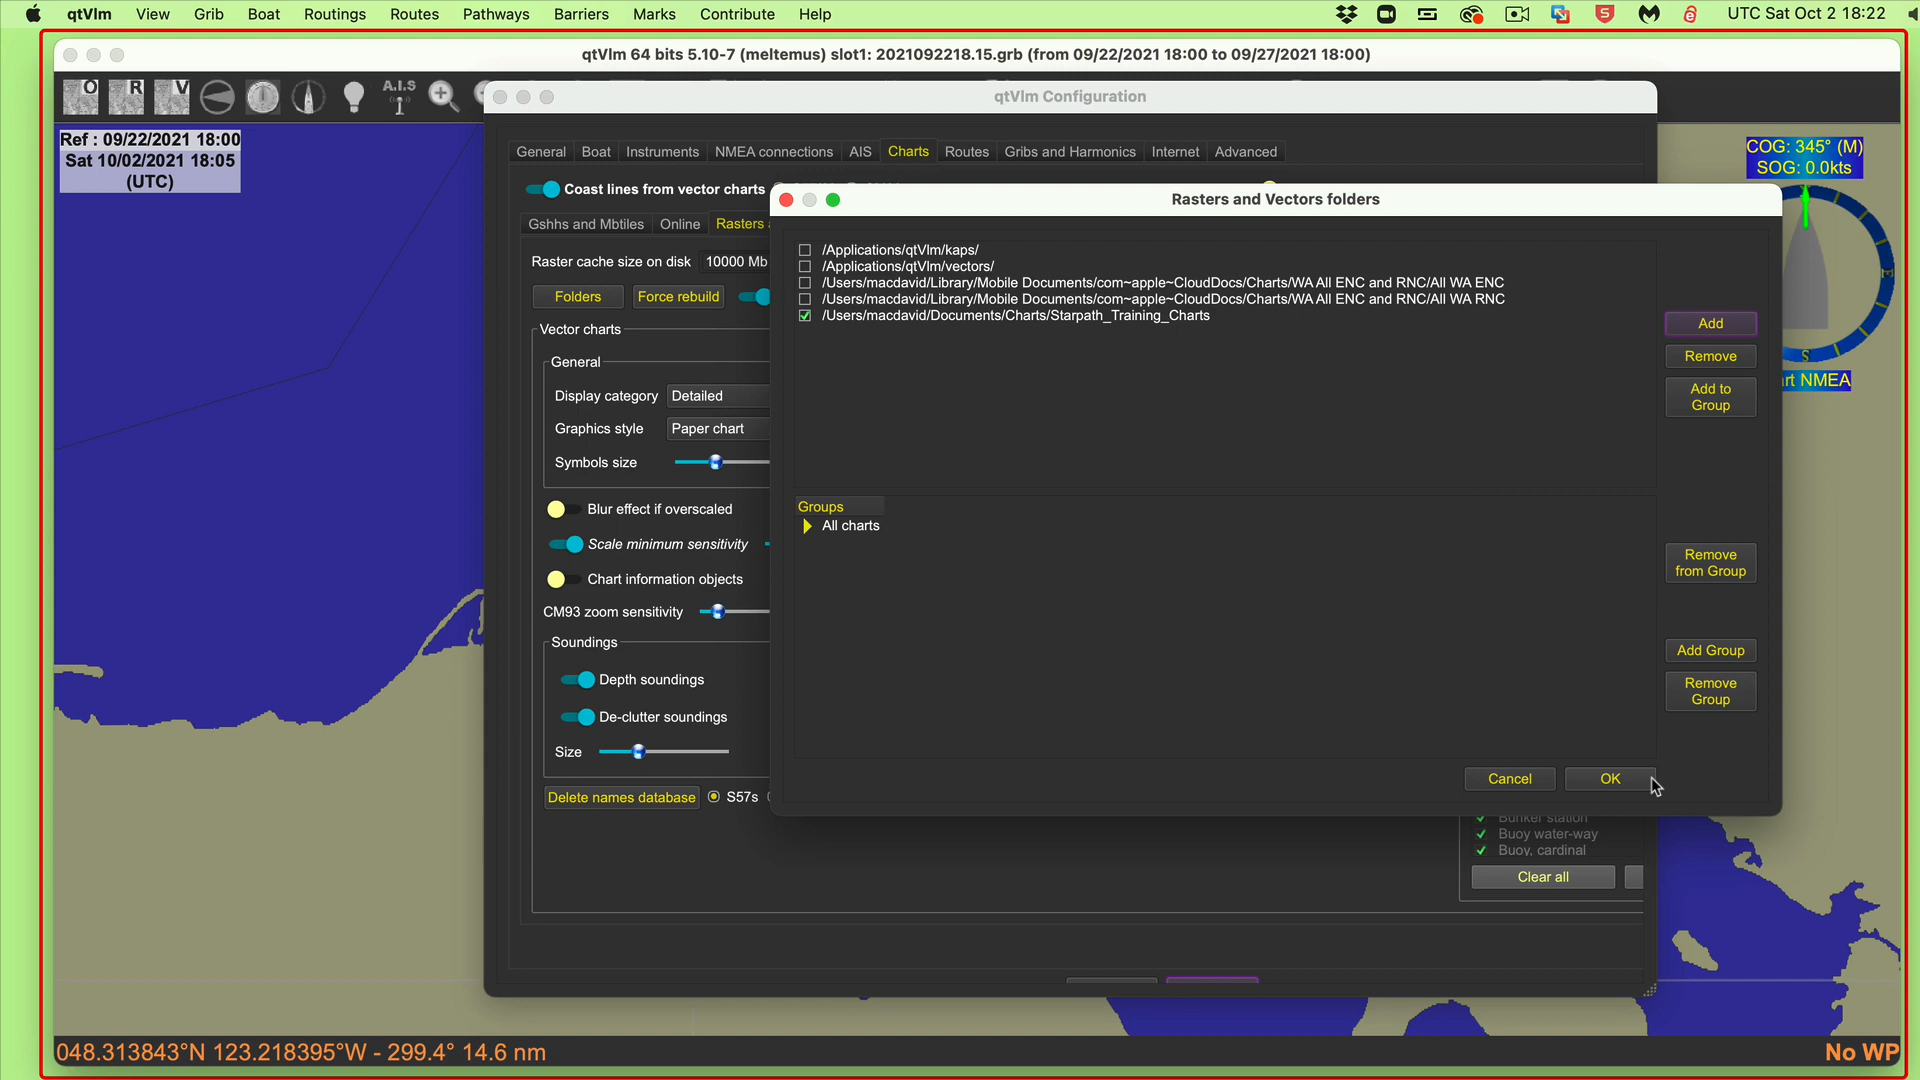 qtVlm View Grib Boat Routings Routes Pathways Barriers Marks Contribute Help UTC Sat Oct 2 18:22
qtVlm 64 bits 5.10-7 (meltemus) slot1: 2021092218.15.grb (from 09/22/2021 18:00 to 09/27/2021 18:00)
O R V A.I.S
qtVlm Configuration
Ref : 09/22/2021 18:00
Sat 10/02/2021 18:05
(UTC)
COG: 345° (M)
SOG: 0.0kts
General Boat Instruments NMEA connections AIS Charts Routes Gribs and Harmonics Internet Advanced
Coast lines from vector charts
Rasters and Vectors folders
Gshhs and Mbtiles Online Rasters a
Raster cache size on disk 10000 Mb
Folders Force rebuild
Vector charts
General
Display category Detailed
Graphics style Paper chart
Symbols size
Blur effect if overscaled
Scale minimum sensitivity
Chart information objects
CM93 zoom sensitivity
Soundings
Depth soundings
De-clutter soundings
Size
Delete names database S57s
/Applications/qtVlm/kaps/
/Applications/qtVlm/vectors/
/Users/macdavid/Library/Mobile Documents/com~apple~CloudDocs/Charts/WA All ENC and RNC/All WA ENC
/Users/macdavid/Library/Mobile Documents/com~apple~CloudDocs/Charts/WA All ENC and RNC/All WA RNC
/Users/macdavid/Documents/Charts/Starpath_Training_Charts
Add
Remove
Add to
Group
Groups
All charts
Remove
from Group
Add Group
Remove
Group
Cancel OK
E
S
rt NMEA
Bunker station
Buoy water-way
Buoy, cardinal
Clear all
048.313843°N 123.218395°W - 299.4° 14.6 nm No WP